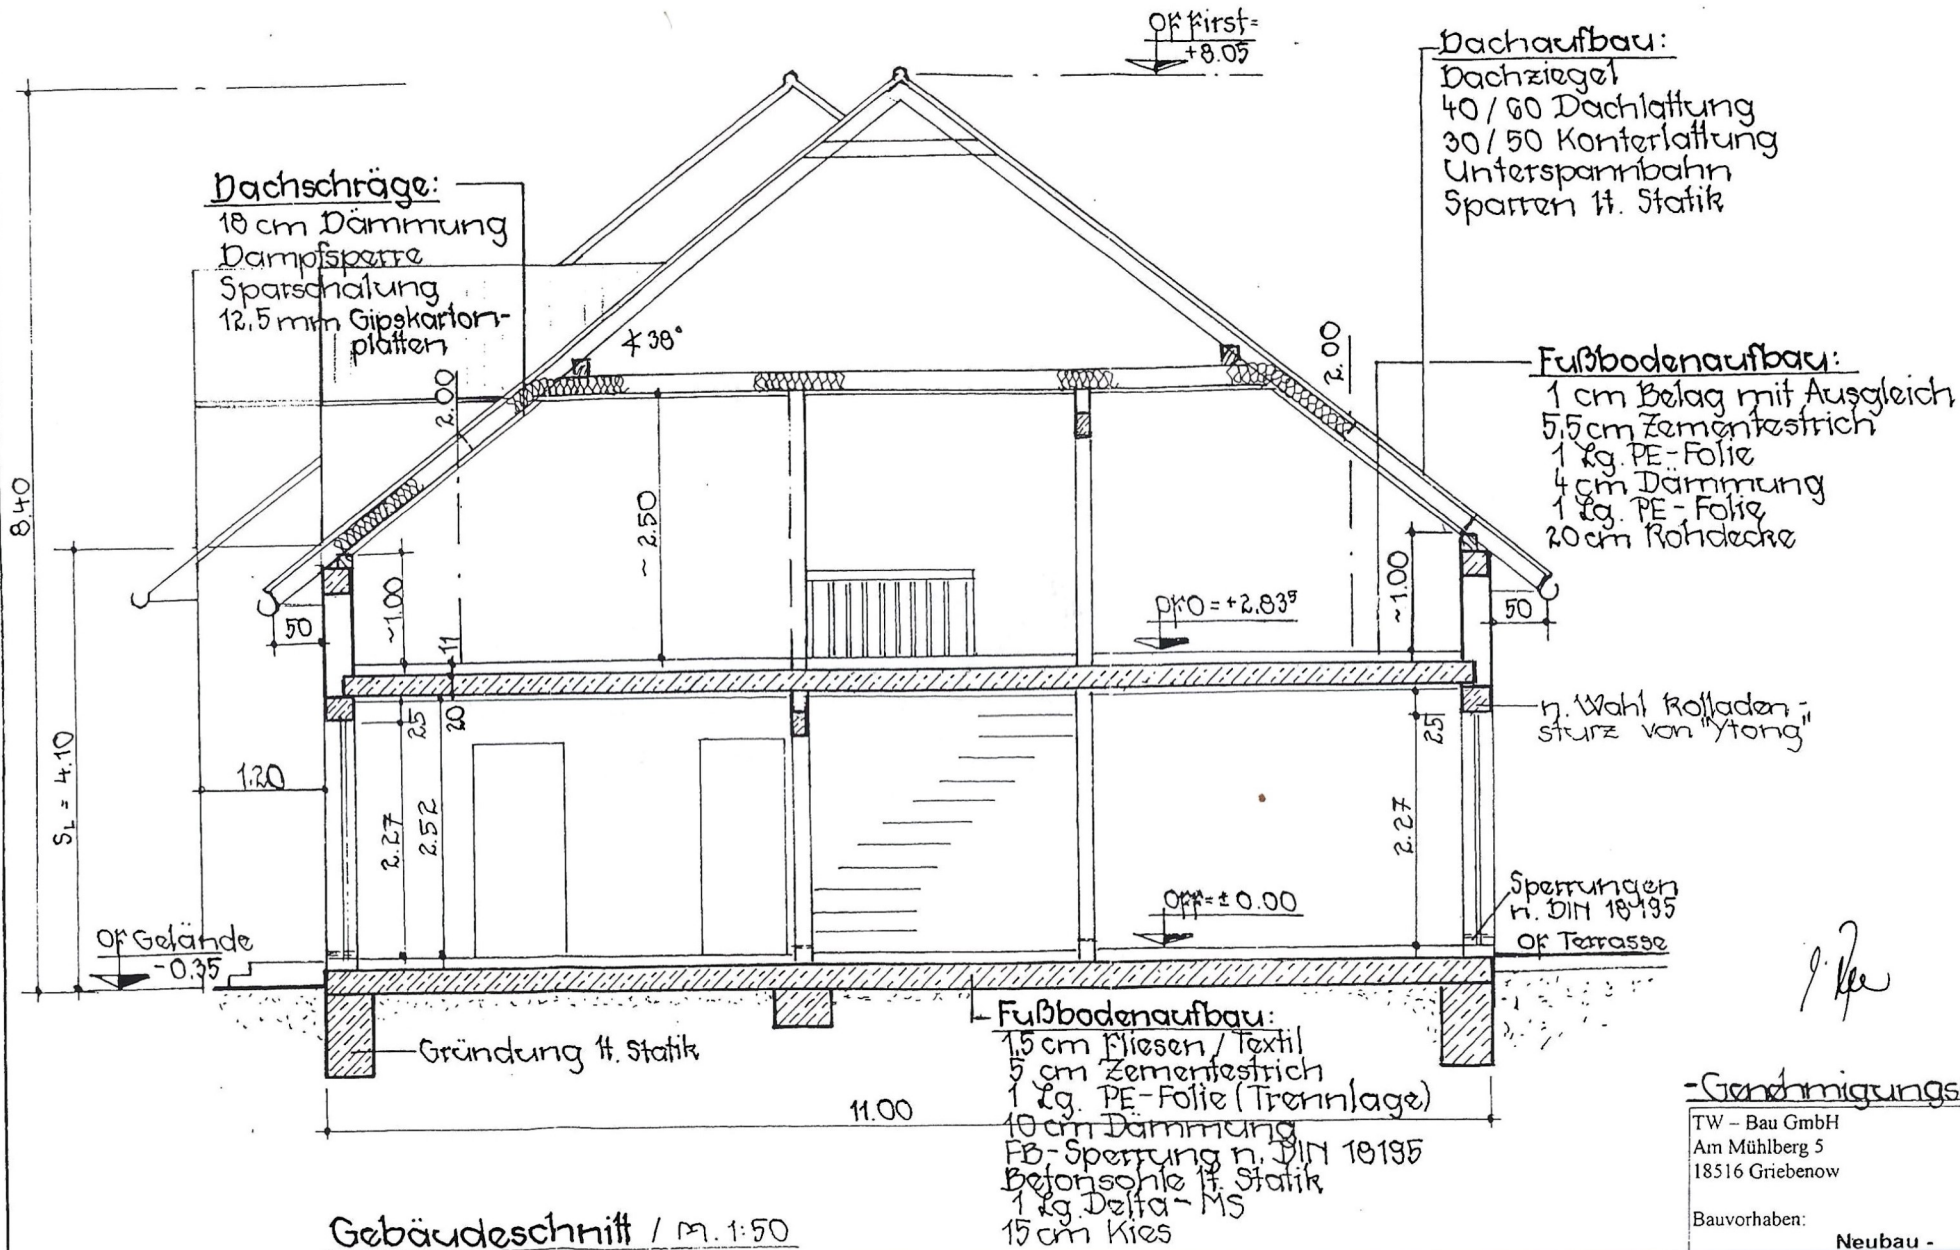 OF First=
+8.05
Dachaufbau:
Dachziegel
40/60 Dachlattung
30/50 Konterlattung
Unterspannbahn
Sparren lt. Statik
Dachschräge:
18 cm Dämmung
Dampfsperre
Sparschalung
12,5 mm Gipskarton-
platten
∡ 38°
2.00
2.00
Fußbodenaufbau:
1 cm Belag mit Ausgleich
5,5 cm Zementestrich
1 Lg. PE-Folie
4 cm Dämmung
1 Lg. PE-Folie
20 cm Rohdecke
8.40
~2.50
~1.00
~1.00
50
50
11
=+2.83⁵
25
20
25
n. Wahl Rolladen-
sturz von "Ytong"
SL = 4.10
1.20
2.27
2.52
2.27
OFF=±0.00
Sperrungen
n. DIN 18195
OF Terrasse
OF Gelände
-0.35
Gründung lt. Statik
Fußbodenaufbau:
1,5 cm Fliesen / Textil
5 cm Zementestrich
1 Lg. PE-Folie (Trennlage)
10 cm Dämmung
FB-Sperrung n. DIN 18195
Betonsohle lt. Statik
1 Lg. Delta-MS
15 cm Kies
11.00
Gebäudeschnitt / M. 1:50
-Genehmigungs
TW – Bau GmbH
Am Mühlberg 5
18516 Griebenow
Bauvorhaben:
Neubau -